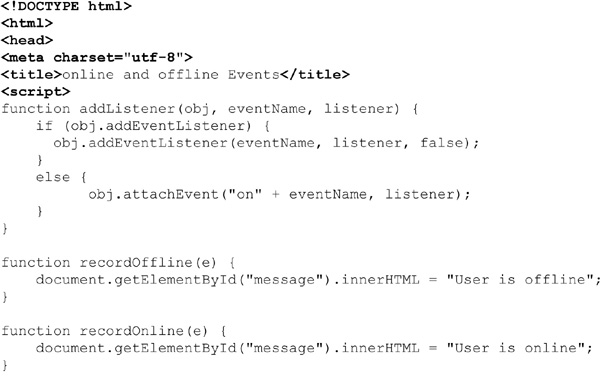 <!DOCTYPE html>
<html>
<head>
<meta charset="utf-8">
<title>online and offline Events</title>
<script>
function addListener(obj, eventName, listener) {
    if (obj.addEventListener) {
      obj.addEventListener(eventName, listener, false);
    }
    else {
          obj.attachEvent("on" + eventName, listener);
    }
}

function recordOffline(e) {
    document.getElementById("message").innerHTML = "User is offline";
}

function recordOnline(e) {
    document.getElementById("message").innerHTML = "User is online";
}